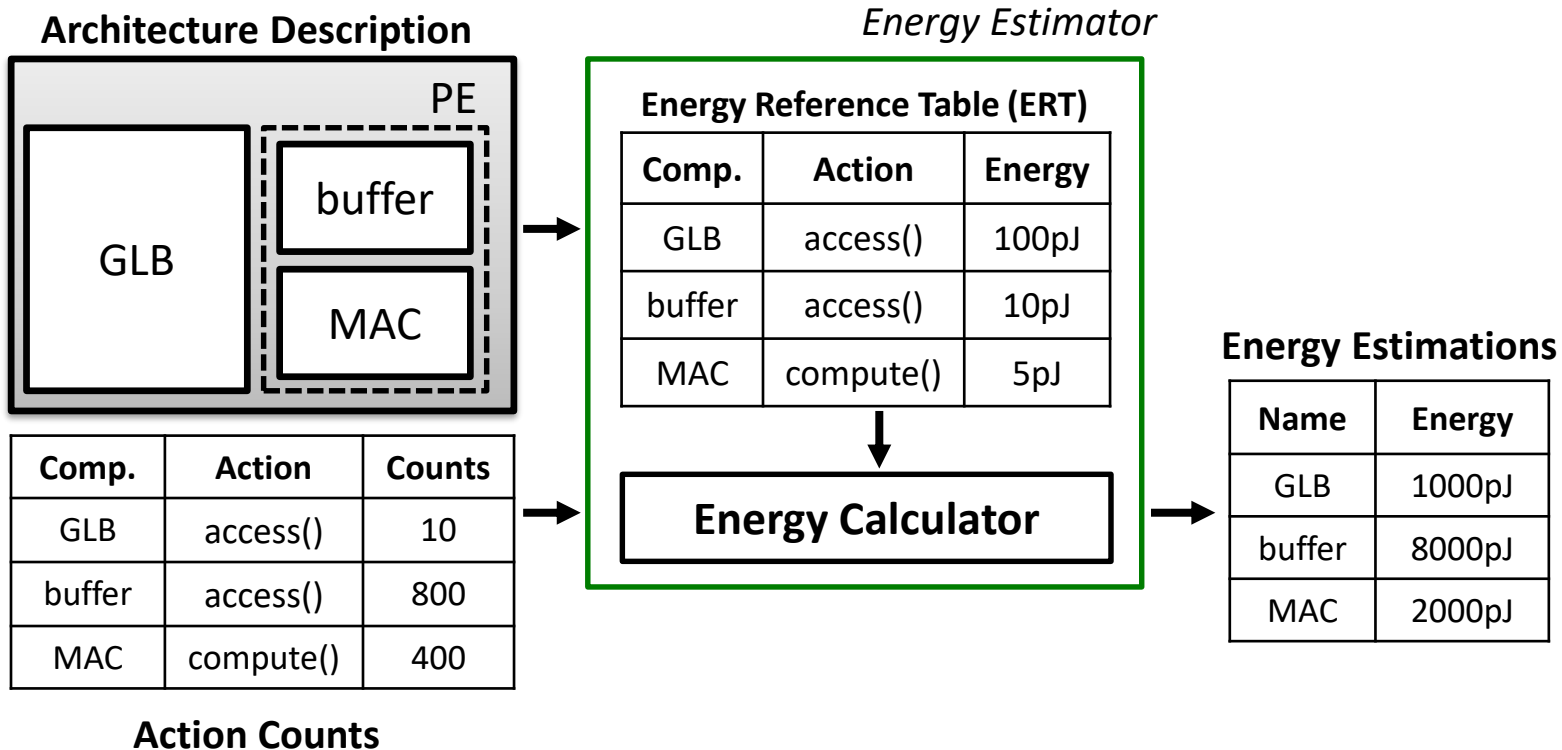 Architecture Description
PE
GLB
buffer
MAC
Comp. Action Counts
GLB access() 10
buffer access() 800
MAC compute() 400
Action Counts
Energy Estimator
Energy Reference Table (ERT)
Comp. Action Energy
GLB access() 100pJ
buffer access() 10pJ
MAC compute() 5pJ
Energy Calculator
Energy Estimations
Name Energy
GLB 1000pJ
buffer 8000pJ
MAC 2000pJ